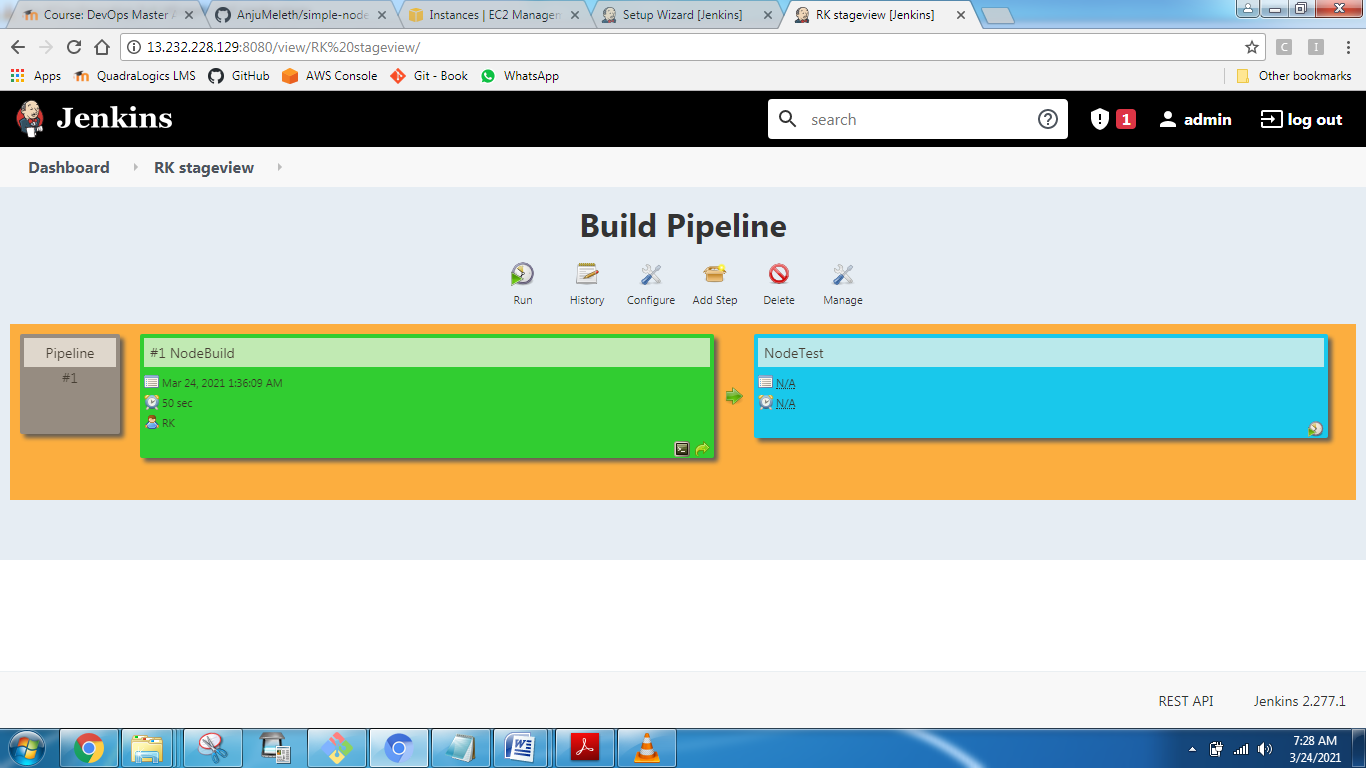 Course: DevOps Master A
AnjuMeleth/simple-node
Instances | EC2 Managem
Setup Wizard [Jenkins]
RK stageview [Jenkins]
13.232.228.129:8080/view/RK%20stageview/
C
I
Apps
QuadraLogics LMS
GitHub
AWS Console
Git - Book
WhatsApp
Other bookmarks
Jenkins
search
1
admin
log out
Dashboard
RK stageview
Build Pipeline
Run
History
Configure
Add Step
Delete
Manage
Pipeline
#1
#1 NodeBuild
Mar 24, 2021 1:36:09 AM
50 sec
RK
NodeTest
N/A
N/A
REST API
Jenkins 2.277.1
7:28 AM
3/24/2021